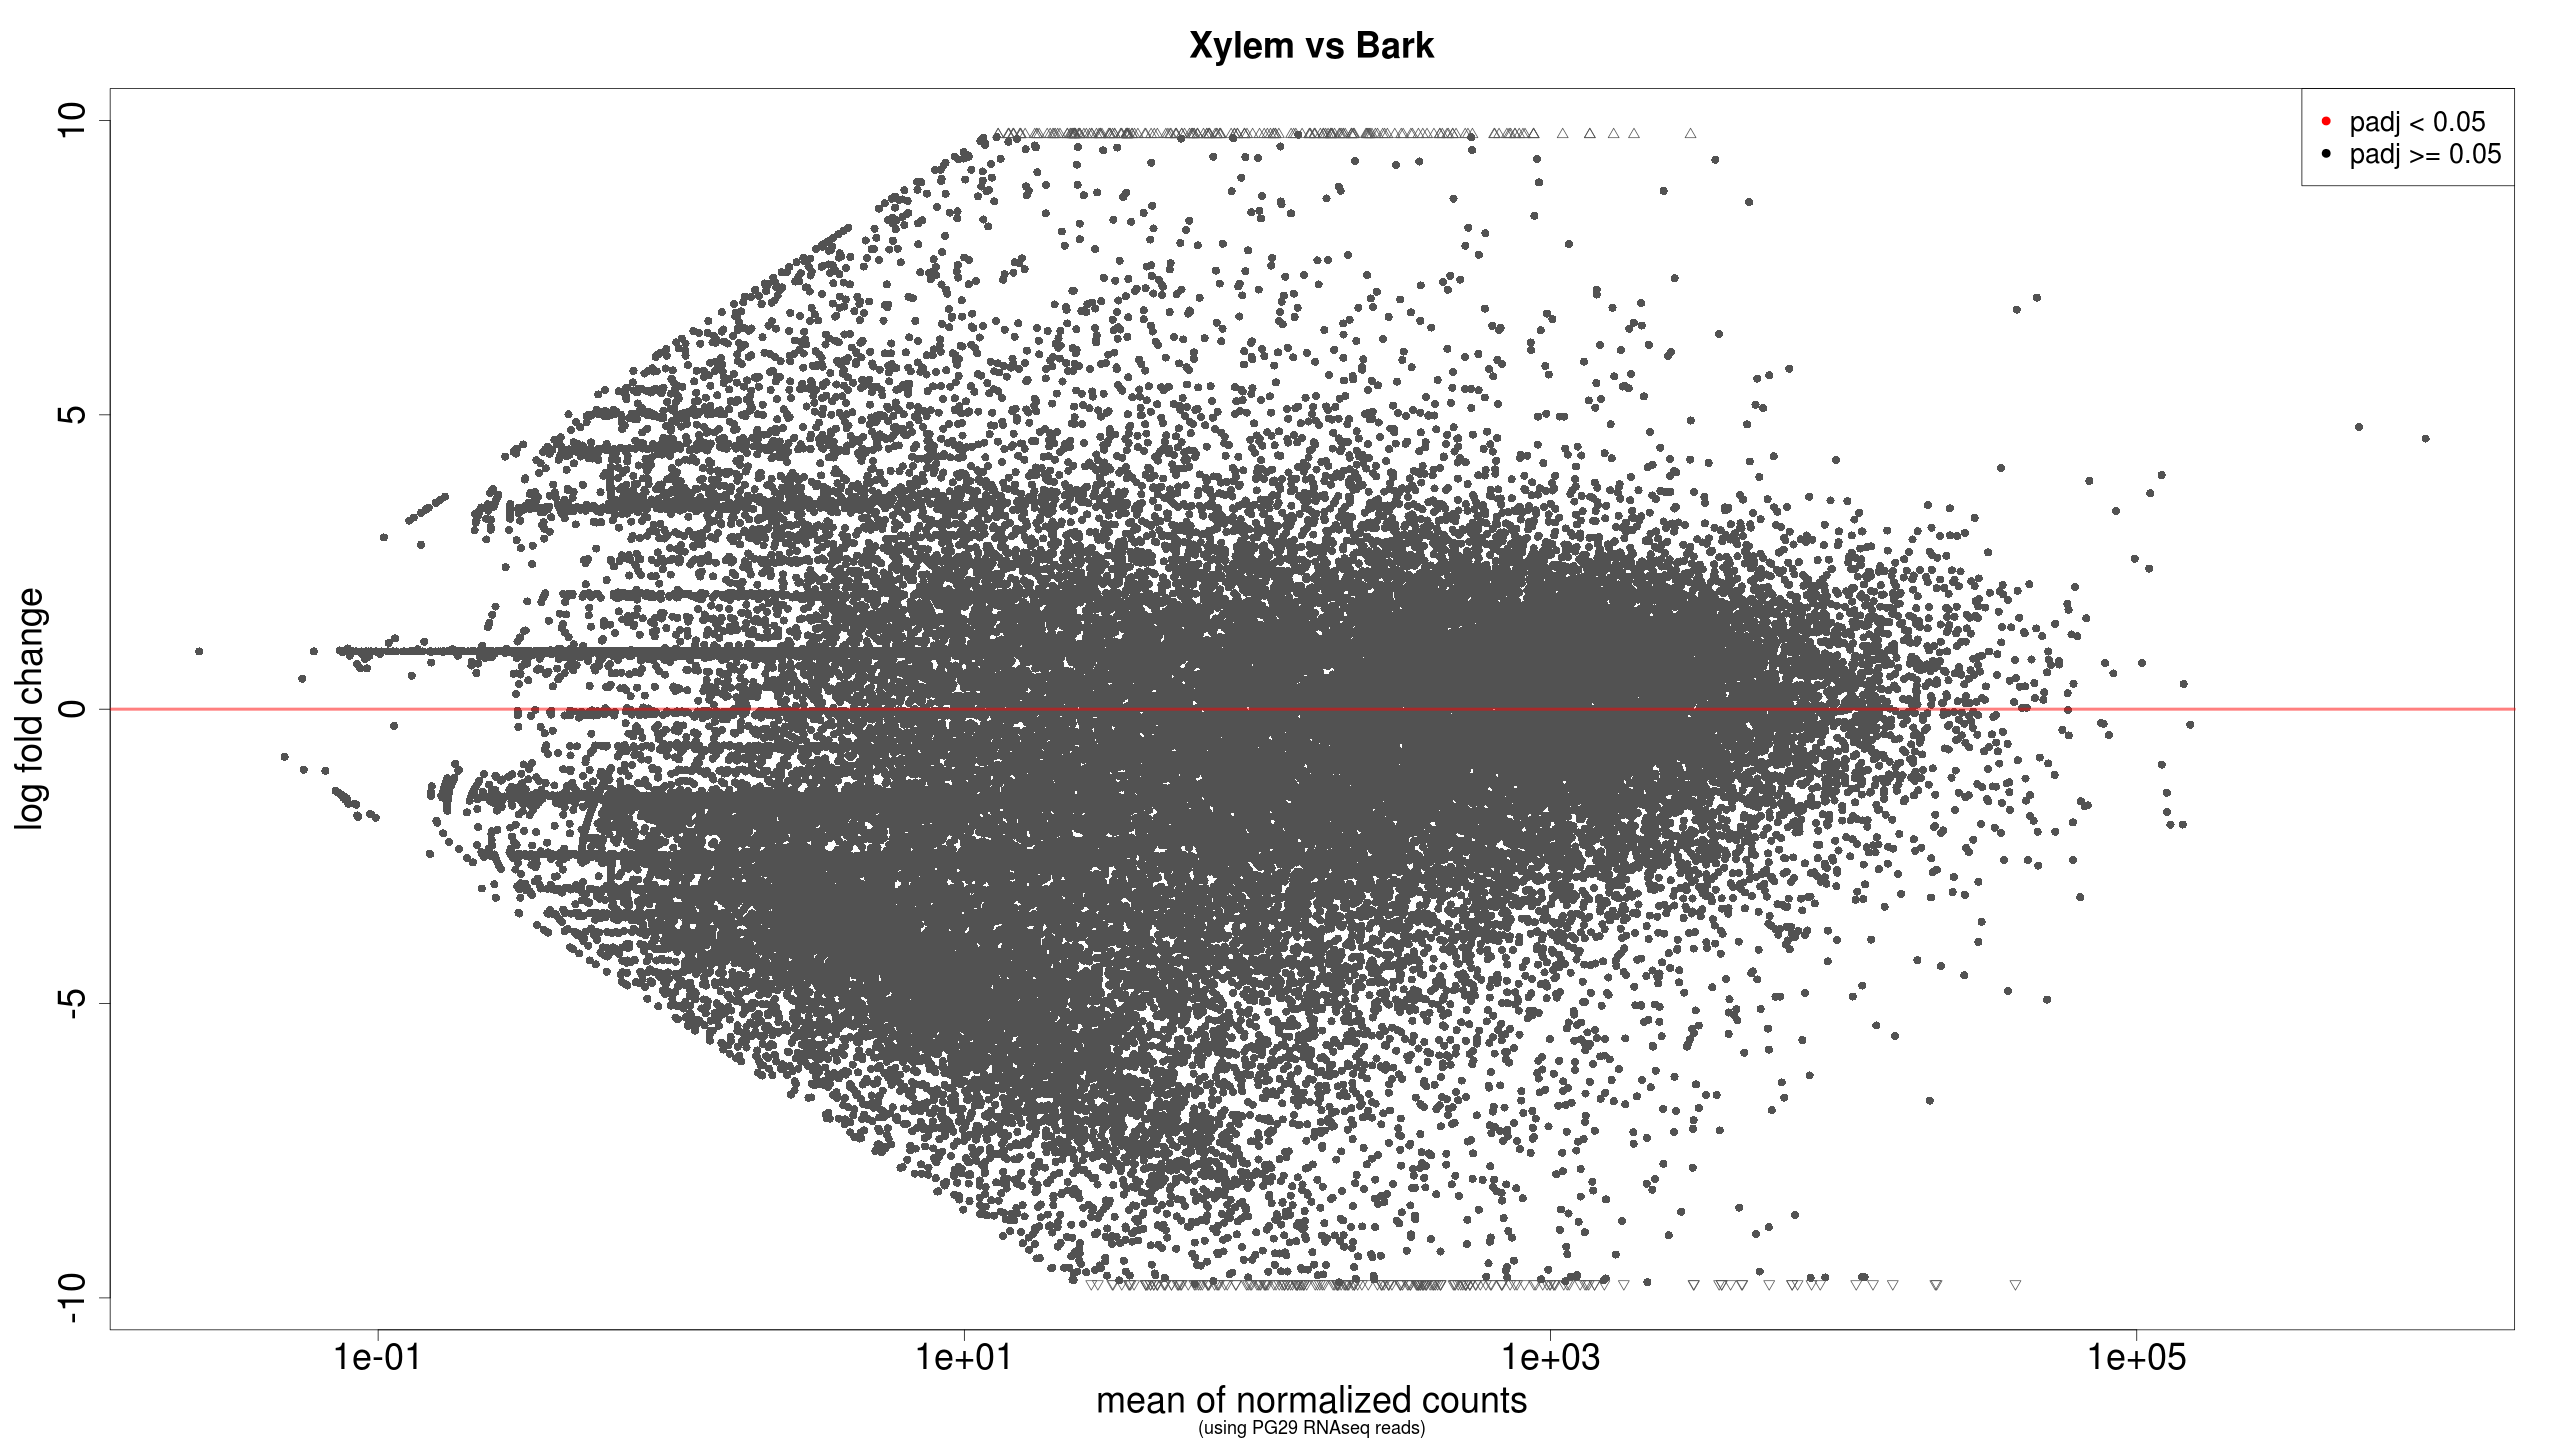 Xylem vs Bark
padj < 0.05
padj >= 0.05
10
5
0
-5
-10
log fold change
1e-01
1e+01
1e+03
1e+05
mean of normalized counts
(using PG29 RNAseq reads)